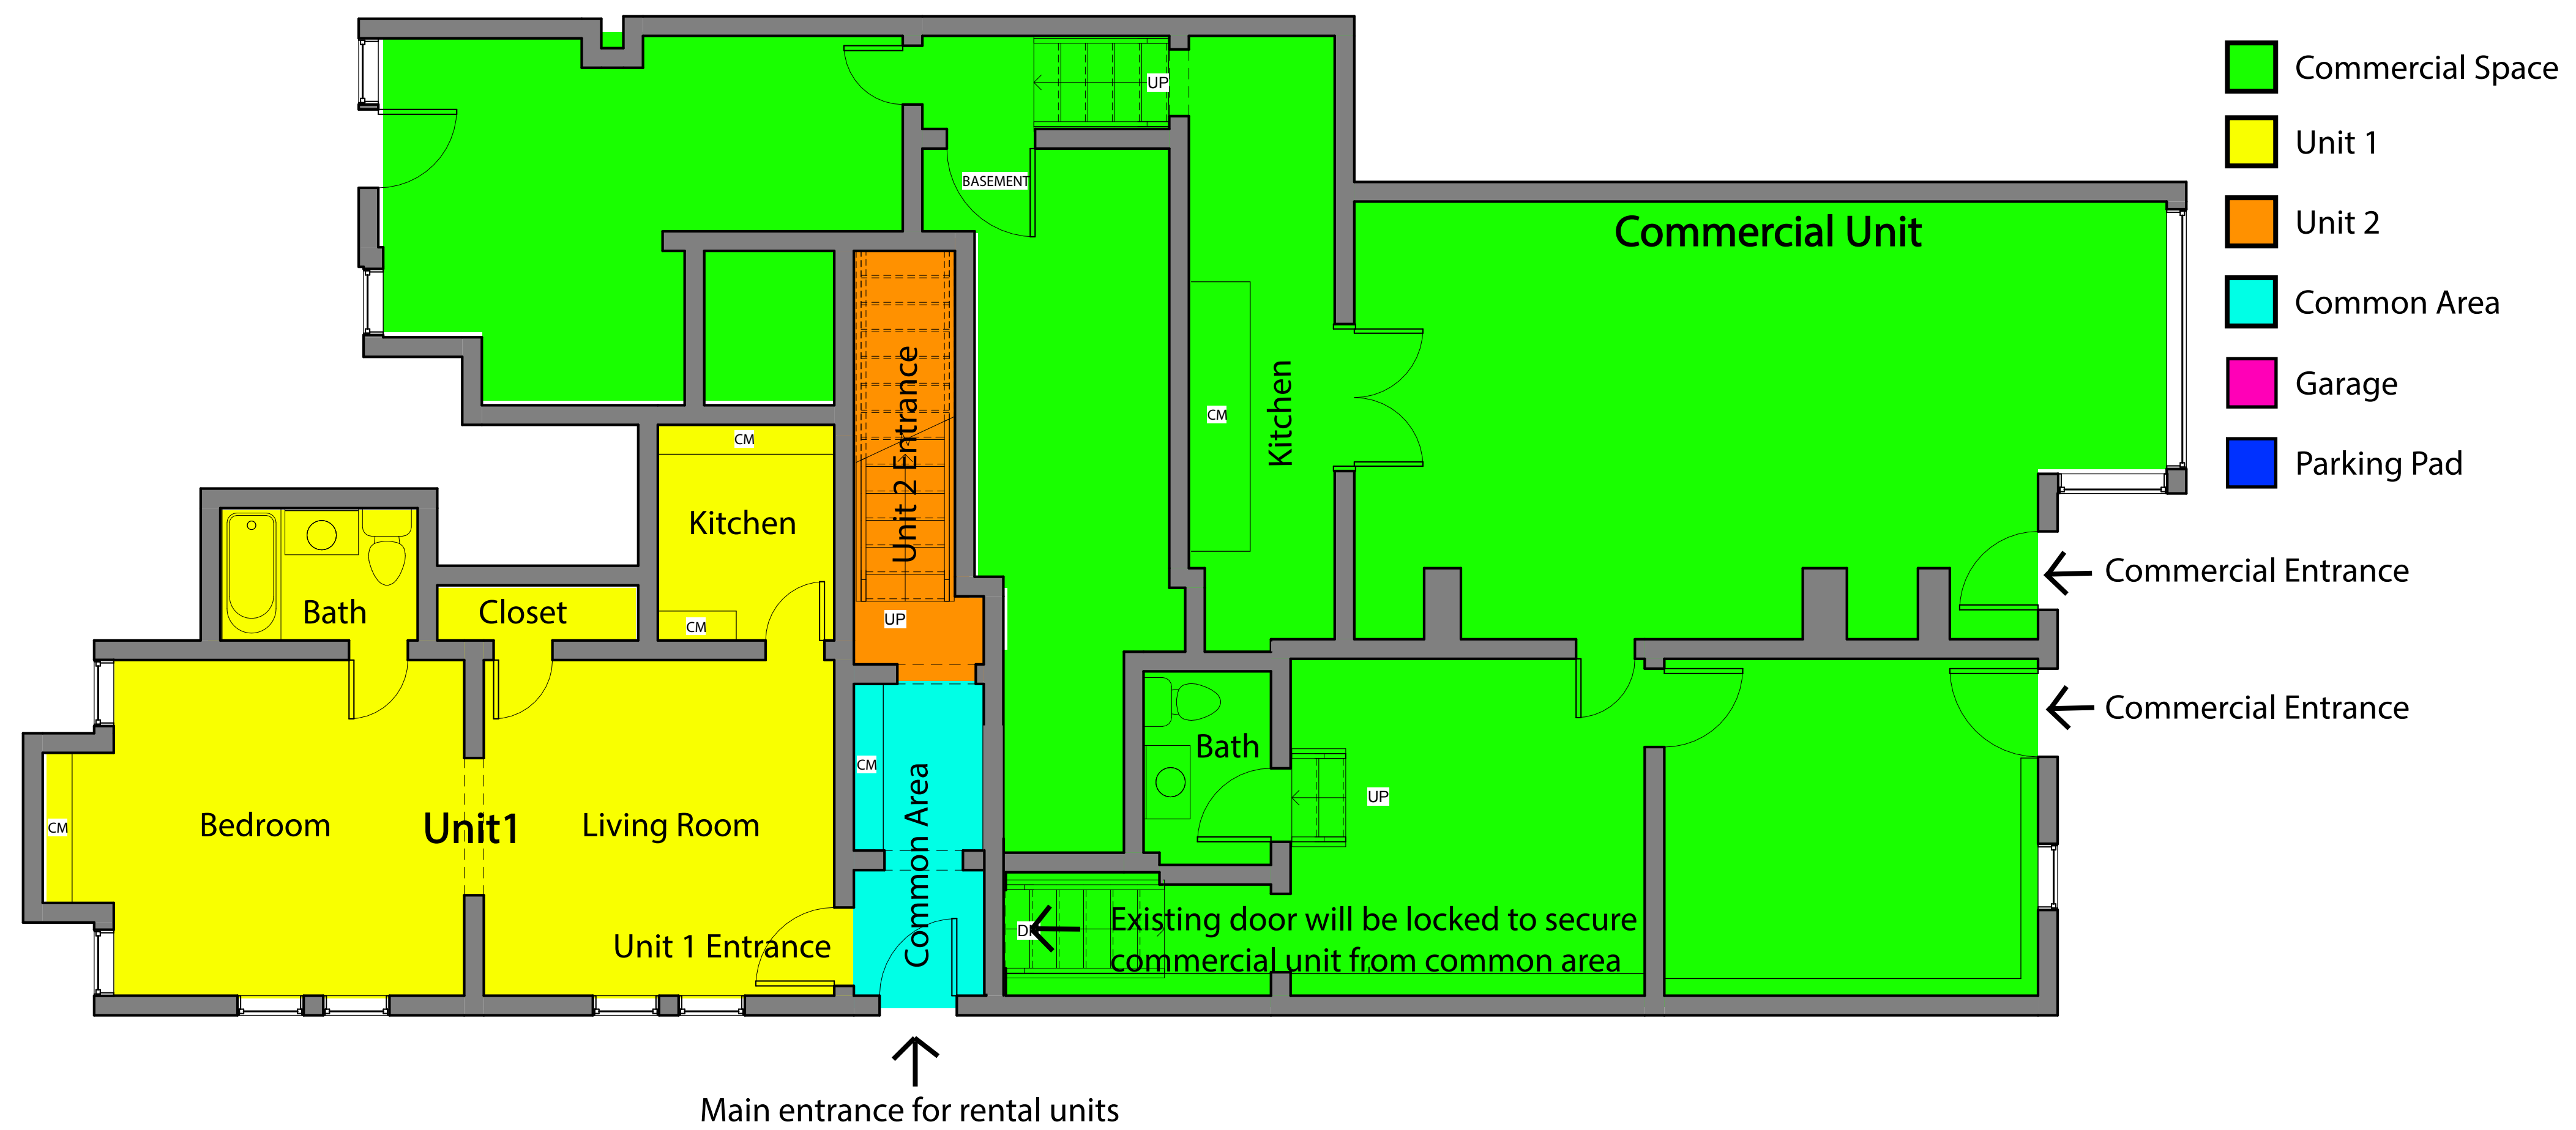 Commercial Space
Unit 1
Unit 2
Common Area
Garage
Parking Pad
UP
BASEMENT
Commercial Unit
CM
Kitchen
Unit 2 Entrance
UP
CM
Kitchen
CM
Bath
Closet
Commercial Entrance
Commercial Entrance
Bath
UP
CM
Common Area
CM
Bedroom
Unit1
Living Room
Unit 1 Entrance
Existing door will be locked to secure
commercial unit from common area
Main entrance for rental units